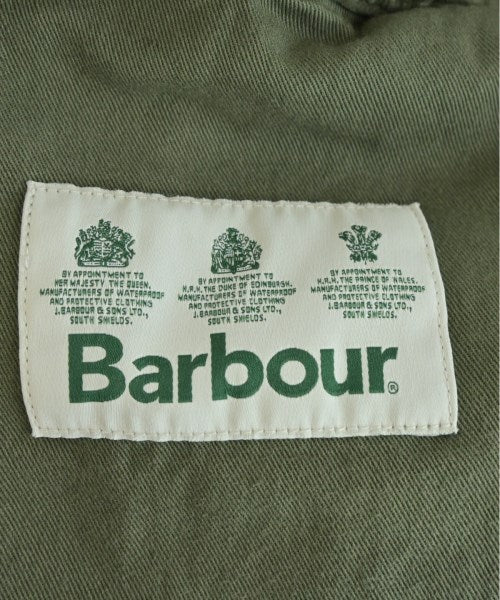 BY APPOINTMENT TO
HER MAJESTY THE QUEEN,
MANUFACTURERS OF WATERPROOF
AND PROTECTIVE CLOTHING
J.BARBOUR & SONS LTD.,
SOUTH SHIELDS.
BY APPOINTMENT TO
H.R.H. THE DUKE OF EDINBURGH.
MANUFACTURERS OF WATERPROOF
AND PROTECTIVE CLOTHING
J.BARBOUR & SONS LTD.,
SOUTH SHIELDS.
BY APPOINTMENT TO
H.R.H. THE PRINCE OF WALES.
MANUFACTURERS OF WATERPROOF
AND PROTECTIVE CLOTHING
J.BARBOUR & SONS LTD.,
SOUTH SHIELDS.
Barbour®